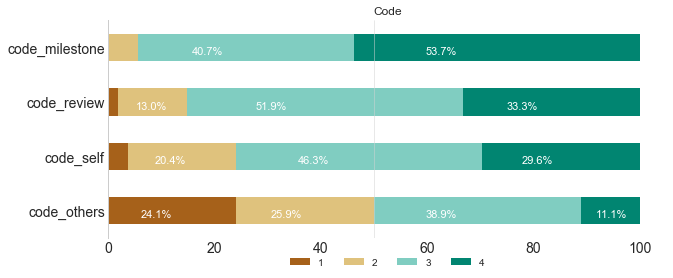 Code
code_milestone 40.7% 53.7%
code_review 13.0% 51.9% 33.3%
code_self 20.4% 46.3% 29.6%
code_others 24.1% 25.9% 38.9% 11.1%
0 20 40 60 80 100
1 2 3 4